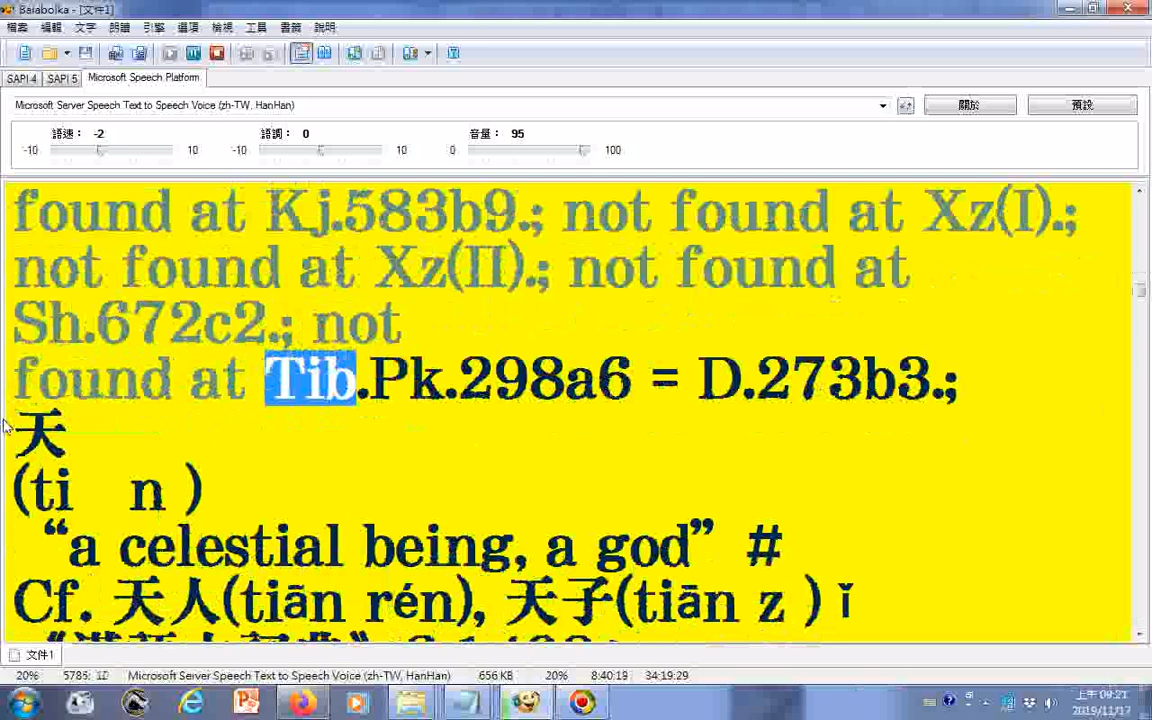 Balabolka - [文件1]
檔案 編輯 文字 朗讀 引擎 選項 檢視 工具 書籤 說明
SAPI 4 SAPI 5 Microsoft Speech Platform
Microsoft Server Speech Text to Speech Voice (zh-TW, HanHan) 關於 預設
語速： -2 語調： 0 音量： 95
-10 10 -10 10 0 100
found at Kj.583b9.; not found at Xz(I).;
not found at Xz(II).; not found at
Sh.672c2.; not
found at Tib.Pk.298a6 = D.273b3.;
天
(ti n )
“a celestial being, a god” #
Cf. 天人(tiān rén), 天子(tiān z ) ǐ
文件1
20% 5785: 1 Microsoft Server Speech Text to Speech Voice (zh-TW, HanHan) 656 KB 20% 8:40:19 34:19:29
上午 09:21
2019/11/17